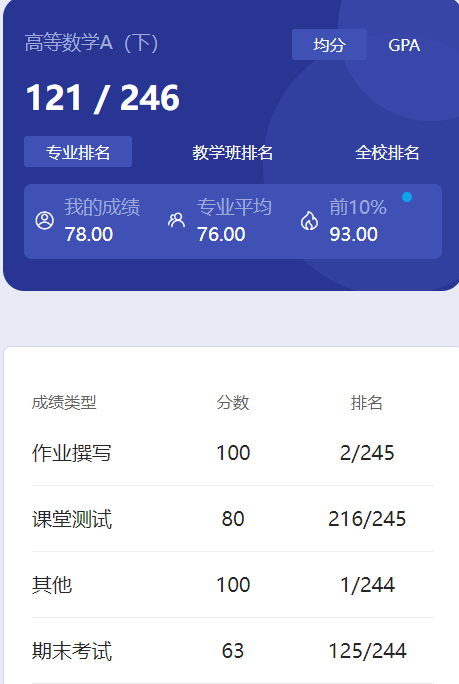 高等数学A（下） 均分 GPA
121 / 246
专业排名 教学班排名 全校排名
我的成绩 专业平均 前10%
78.00 76.00 93.00
成绩类型 分数 排名
作业撰写 100 2/245
课堂测试 80 216/245
其他 100 1/244
期末考试 63 125/244